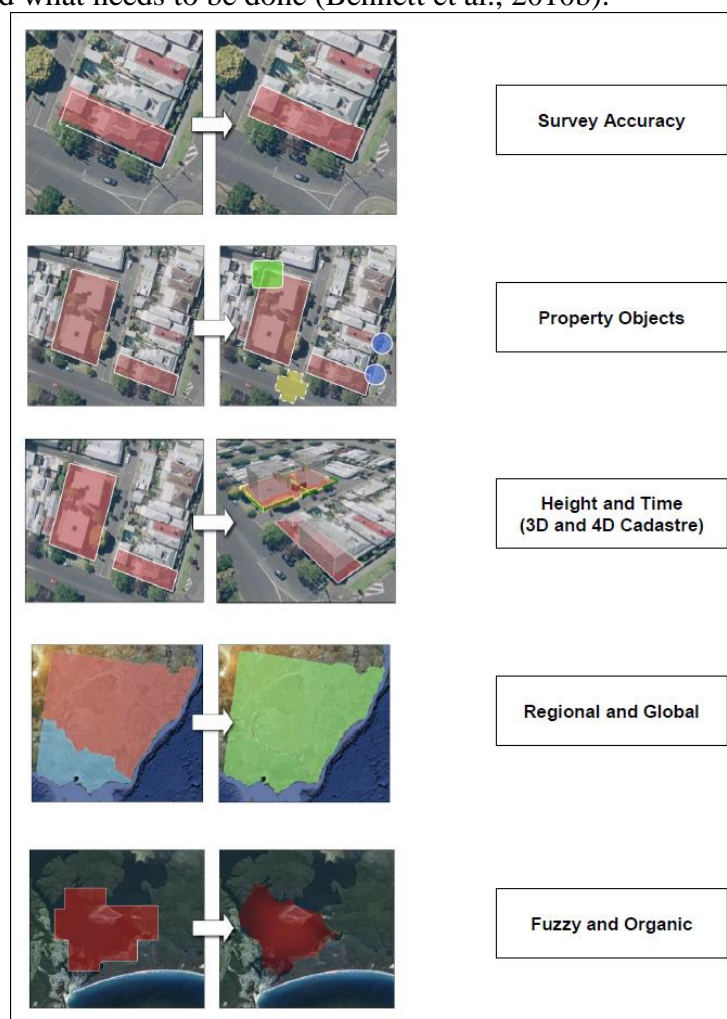 d what needs to be done (Bennett et al., 2010b).
Survey Accuracy
Property Objects
Height and Time
(3D and 4D Cadastre)
Regional and Global
Fuzzy and Organic